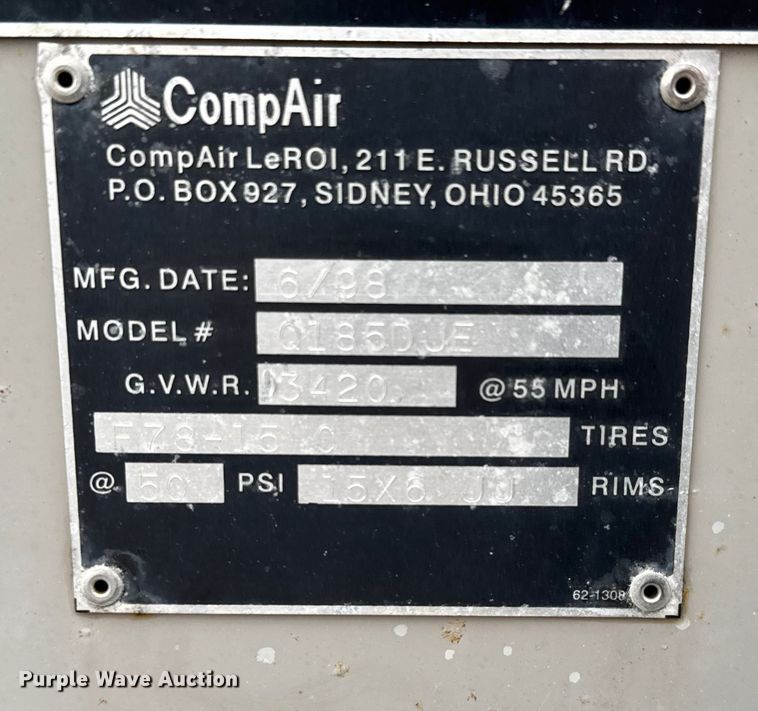 CompAir
CompAir LeROI, 211 E. RUSSELL RD.
P.O. BOX 927, SIDNEY, OHIO 45365
MFG. DATE: 6/98
MODEL # Q185DJE
G.V.W.R. 3420 @ 55 MPH
F78-15 C TIRES
@ 50 PSI 15X6 JJ RIMS
62-1308
Purple Wave Auction